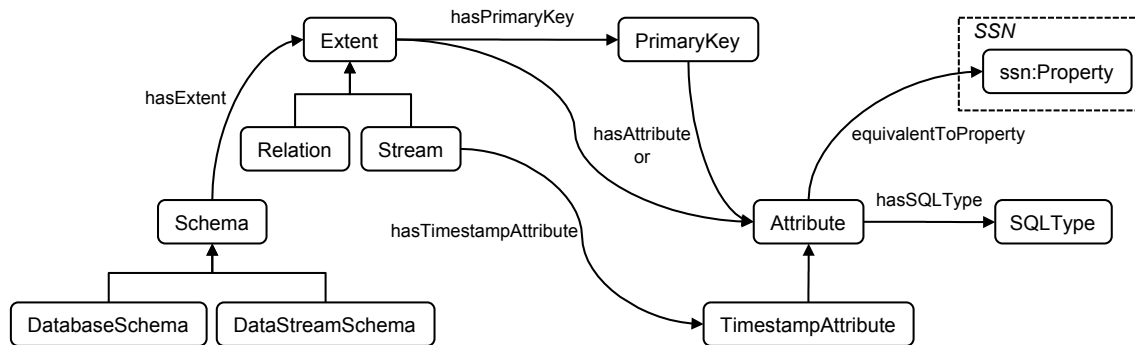 SSN
hasPrimaryKey
Extent
PrimaryKey
ssn:Property
hasExtent
hasAttribute
or
equivalentToProperty
Relation
Stream
hasSQLType
Schema
Attribute
SQLType
hasTimestampAttribute
DatabaseSchema
DataStreamSchema
TimestampAttribute